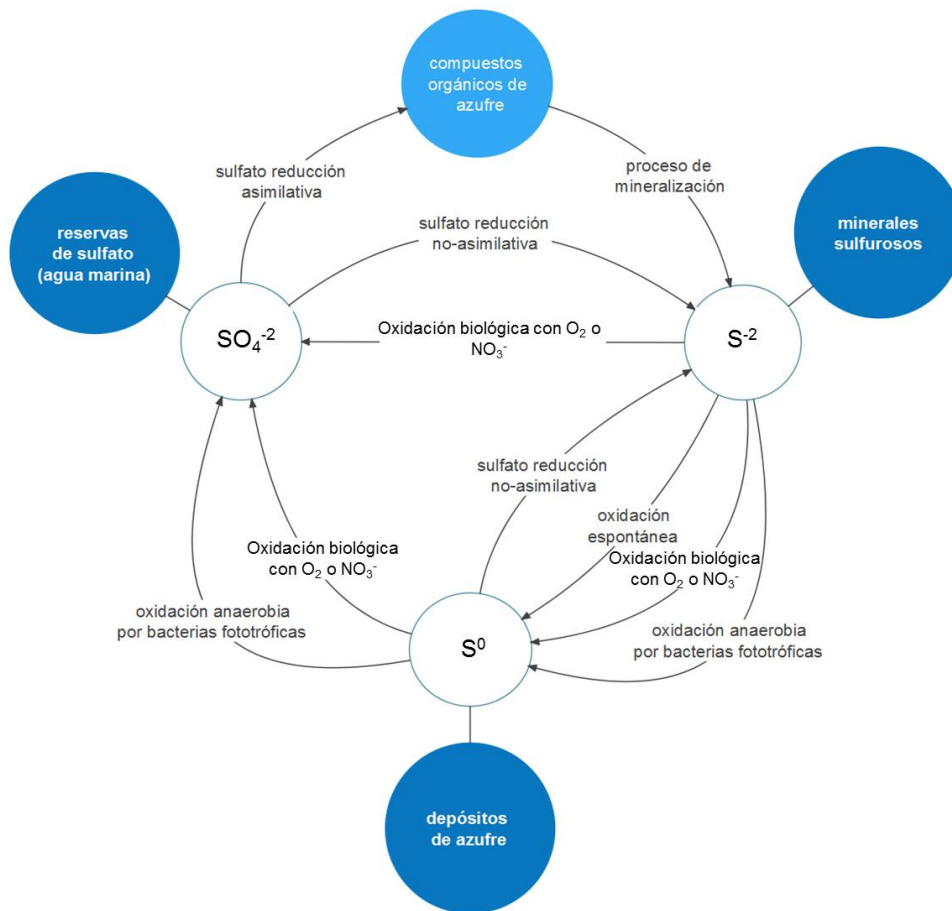 compuestos
orgánicos de
azufre
sulfato reducción
asimilativa
proceso de
mineralización
reservas
de sulfato
(agua marina)
sulfato reducción
no-asimilativa
minerales
sulfurosos
SO₄⁻²
Oxidación biológica con O₂ o
NO₃⁻
S⁻²
sulfato reducción
no-asimilativa
oxidación
espontánea
Oxidación biológica
con O₂ o NO₃⁻
Oxidación biológica
con O₂ o NO₃⁻
oxidación anaerobia
por bacterias fototróficas
S⁰
oxidación anaerobia
por bacterias fototróficas
depósitos
de azufre